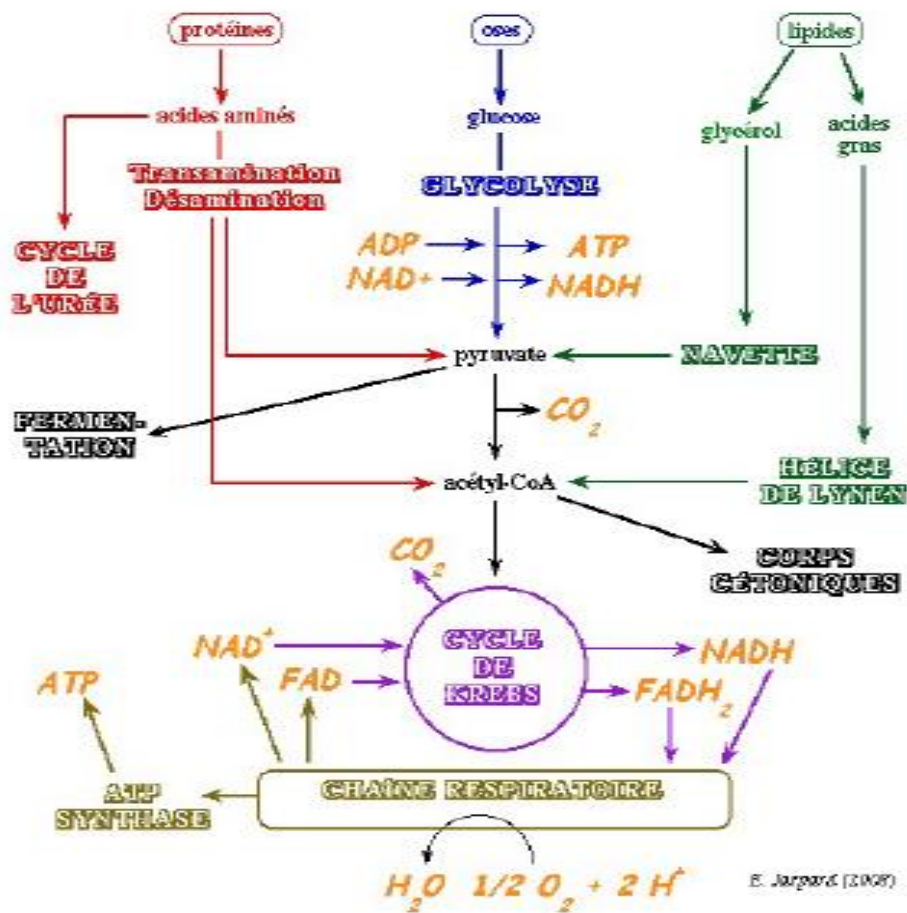 protéines
oses
lipides
acides aminés
glucose
glycérol
acides
gras
Transamination
Désamination
GLYCOLYSE
CYCLE
DE
L'URÉE
ADP
ATP
NAD+
NADH
pyruvate
NAVETTE
FERMEN-
TATION
CO2
acétyl-CoA
HÉLICE
DE LYNEN
CORPS
CÉTONIQUES
CO2
CYCLE
DE
KREBS
NAD+
NADH
FAD
FADH2
ATP
CHAÎNE RESPIRATOIRE
ATP
SYNTHASE
H2O 1/2 O2 + 2 H+
E. Jaspard (2008)